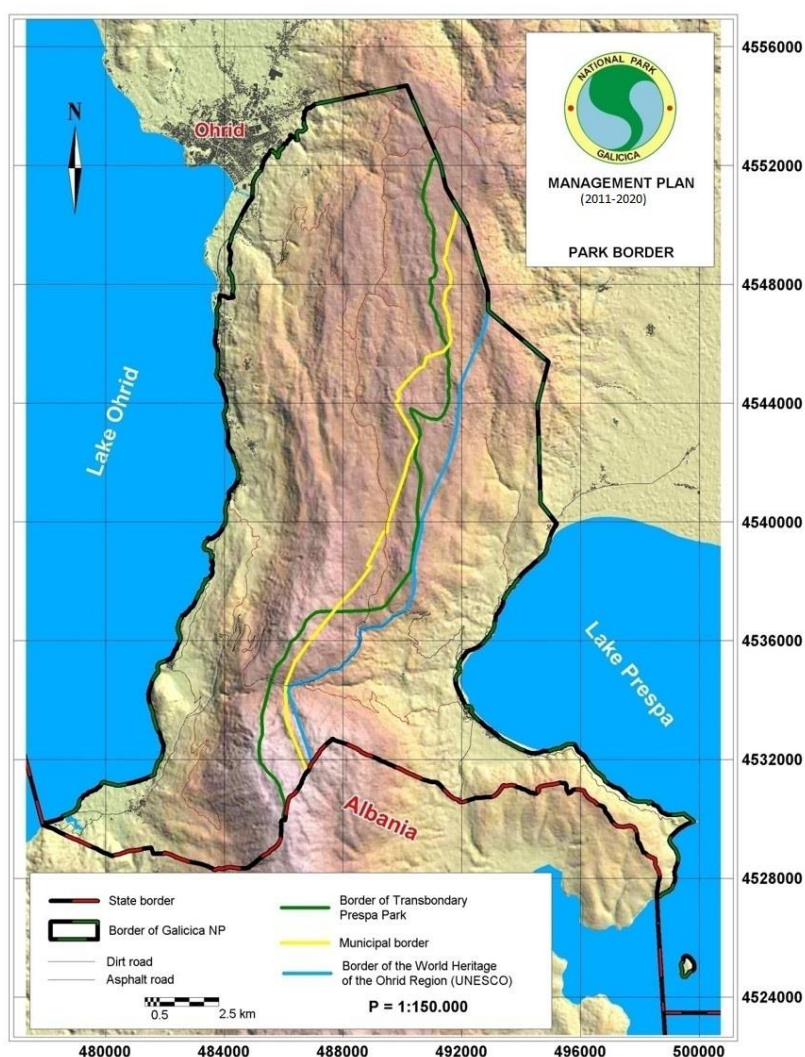 4556000
NATIONAL PARK
GALICICA
MANAGEMENT PLAN
(2011-2020)
PARK BORDER
N
Ohrid
4552000
4548000
Lake Ohrid
4544000
4540000
Lake Prespa
4536000
4532000
Albania
4528000
State border
Border of Galicica NP
Dirt road
Asphalt road
0.5 2.5 km
Border of Transbondary
Prespa Park
Municipal border
Border of the World Heritage
of the Ohrid Region (UNESCO)
P = 1:150.000
4524000
480000 484000 488000 492000 496000 500000